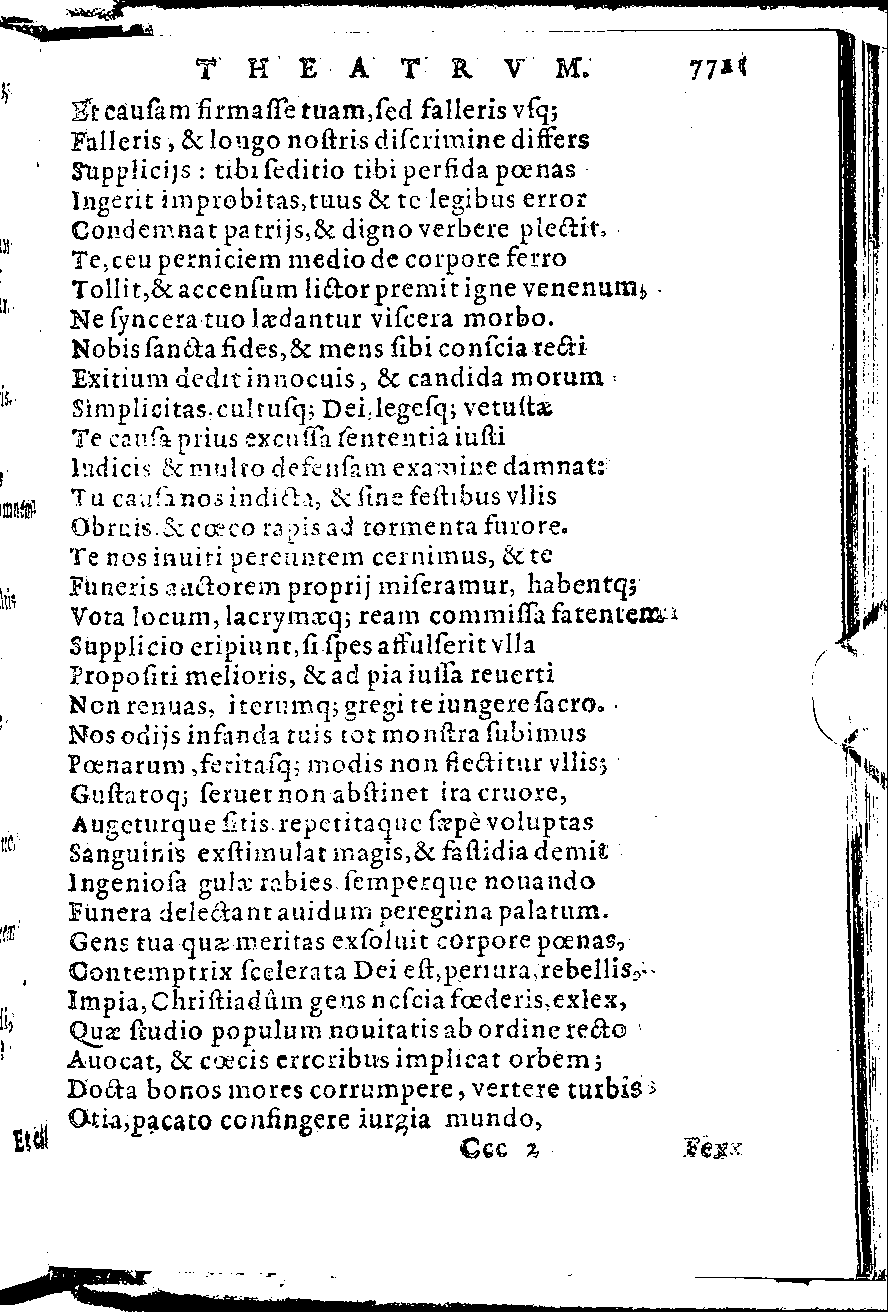 THEATRVM. 771
Et cauſam firmaſſe tuam, ſed falleris vſq;
Falleris, & longo noſtris diſcrimine differs
Supplicijs: tibi ſeditio tibi perfida pœnas
Ingerit improbitas, tuus & te legibus error
Condemnat patrijs, & digno verbere plectit,
Te, ceu perniciem medio de corpore ferro
Tollit, & accenſum lictor premit igne venenum,
Ne ſyncera tuo lædantur viſcera morbo.
Nobis ſancta fides, & mens ſibi conſcia recti
Exitium dedit innocuis, & candida morum
Simplicitas, cultuſq; Dei, legeſq; vetuſtæ
Te cauſa prius excuſſa ſententia iuſti
Iudicis & multo defenſam examine damnat:
Tu cauſa nos indicta, & ſine feſtibus vllis
Obruis, & cœco rapis ad tormenta furore.
Te nos inuiti pereuntem cernimus, & te
Funeris auctorem proprij miſeramur, habentq;
Vota locum, lacrymæq; ream commiſſa fatentem
Supplicio eripiunt, ſi ſpes affulſerit vlla
Propoſiti melioris, & ad pia iuſſa reuerti
Non renuas, iterumq; gregi te iungere ſacro.
Nos odijs infanda tuis tot monſtra ſubimus
Pœnarum, feritaſq; modis non flectitur vllis;
Guſtatoq; feruet non abſtinet ira cruore,
Augeturque ſitis repetitaque ſæpè voluptas
Sanguinis exſtimulat magis, & faſtidia demit
Ingenioſa gulæ rabies ſemperque nouando
Funera delectant auidum peregrina palatum.
Gens tua quæ meritas exſoluit corpore pœnas,
Contemptrix ſcelerata Dei eſt, periura, rebellis,
Impia, Chriſtiadûm gens neſcia fœderis, exlex,
Quæ ſtudio populum nouitatis ab ordine recto
Auocat, & cœcis erroribus implicat orbem;
Docta bonos mores corrumpere, vertere turbis
Otia, pacato confingere iurgia mundo,
Ccc 2